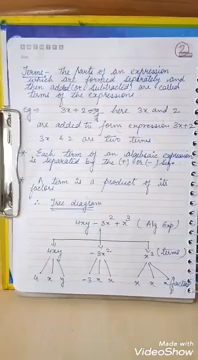 2
Terms - the parts of an expression
which are formed separately and
then added (or) subtracted are called
terms of the expressions
eg → 3x + 2 → here 3x and 2
are added to form expression 3x+2
3x & 2 are two terms
* Each term of an algebraic expression
is separated by the (+) or (-) sign
* A term is a product of its
factors
∴ Tree diagram
4xy - 3x² + x³ (Alg Exp)
4xy -3x² x³ (terms)
4 x y -3 x x x x x (factors)
Made with KINEMASTER